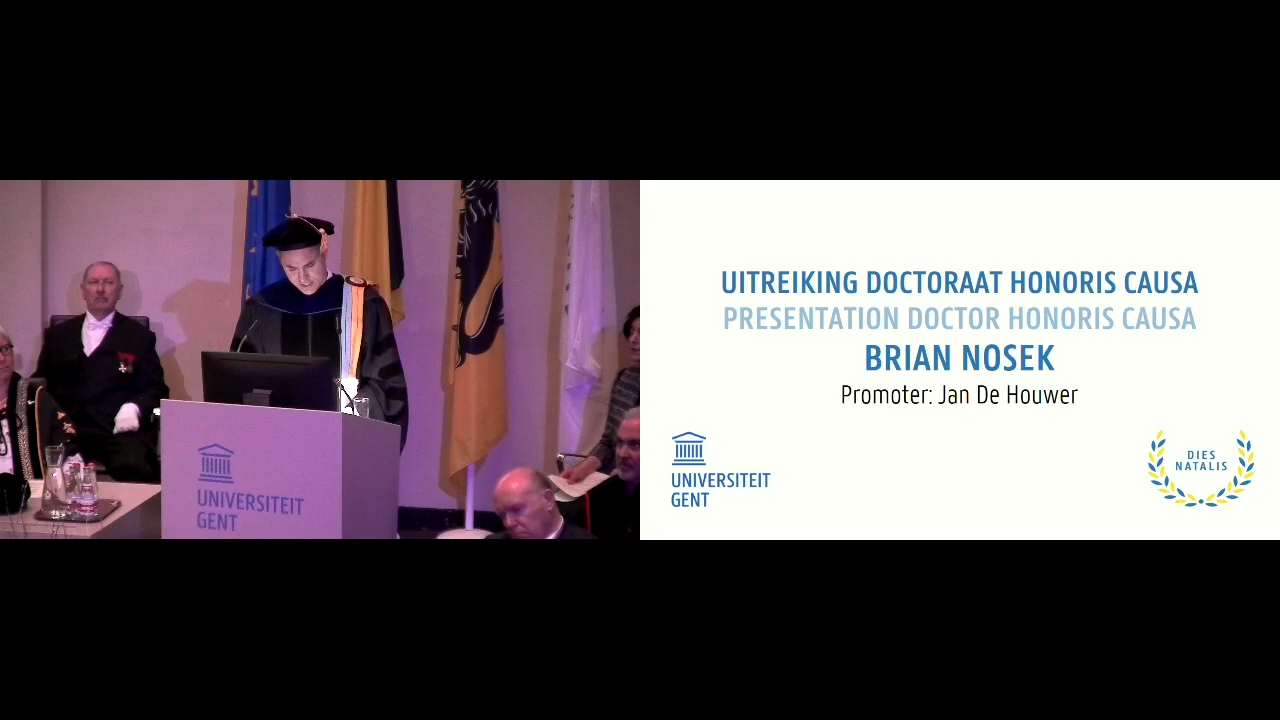 UNIVERSITEIT
GENT
UITREIKING DOCTORAAT HONORIS CAUSA
PRESENTATION DOCTOR HONORIS CAUSA
BRIAN NOSEK
Promoter: Jan De Houwer
UNIVERSITEIT
GENT
DIES
NATALIS